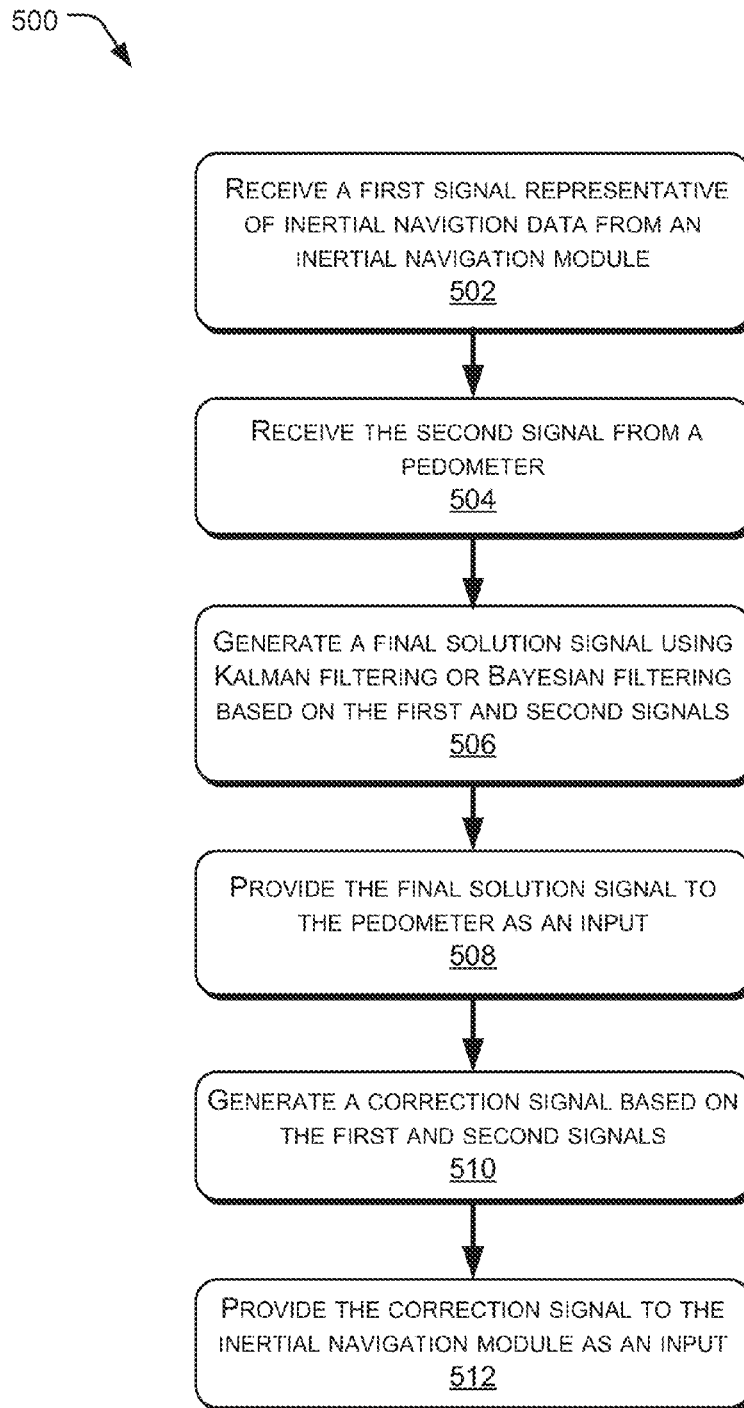 500
RECEIVE A FIRST SIGNAL REPRESENTATIVE
OF INERTIAL NAVIGTION DATA FROM AN
INERTIAL NAVIGATION MODULE
502
RECEIVE THE SECOND SIGNAL FROM A
PEDOMETER
504
GENERATE A FINAL SOLUTION SIGNAL USING
KALMAN FILTERING OR BAYESIAN FILTERING
BASED ON THE FIRST AND SECOND SIGNALS
506
PROVIDE THE FINAL SOLUTION SIGNAL TO
THE PEDOMETER AS AN INPUT
508
GENERATE A CORRECTION SIGNAL BASED ON
THE FIRST AND SECOND SIGNALS
510
PROVIDE THE CORRECTION SIGNAL TO THE
INERTIAL NAVIGATION MODULE AS AN INPUT
512